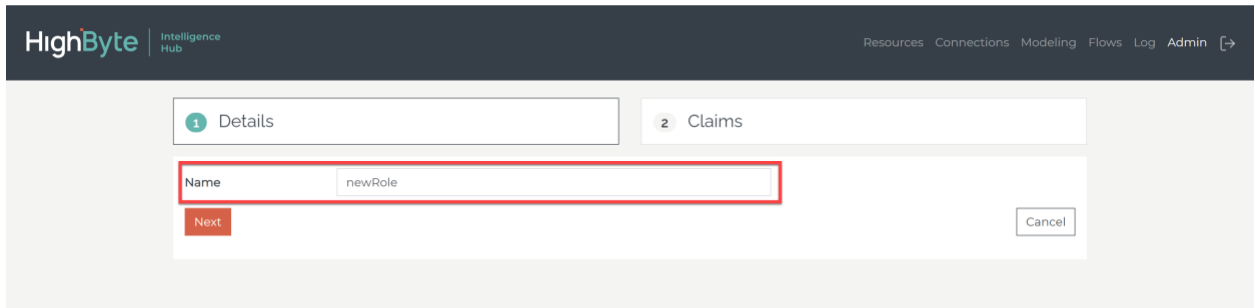 HighByte Intelligence Hub
Resources Connections Modeling Flows Log Admin
1 Details
2 Claims
Name newRole
Next
Cancel